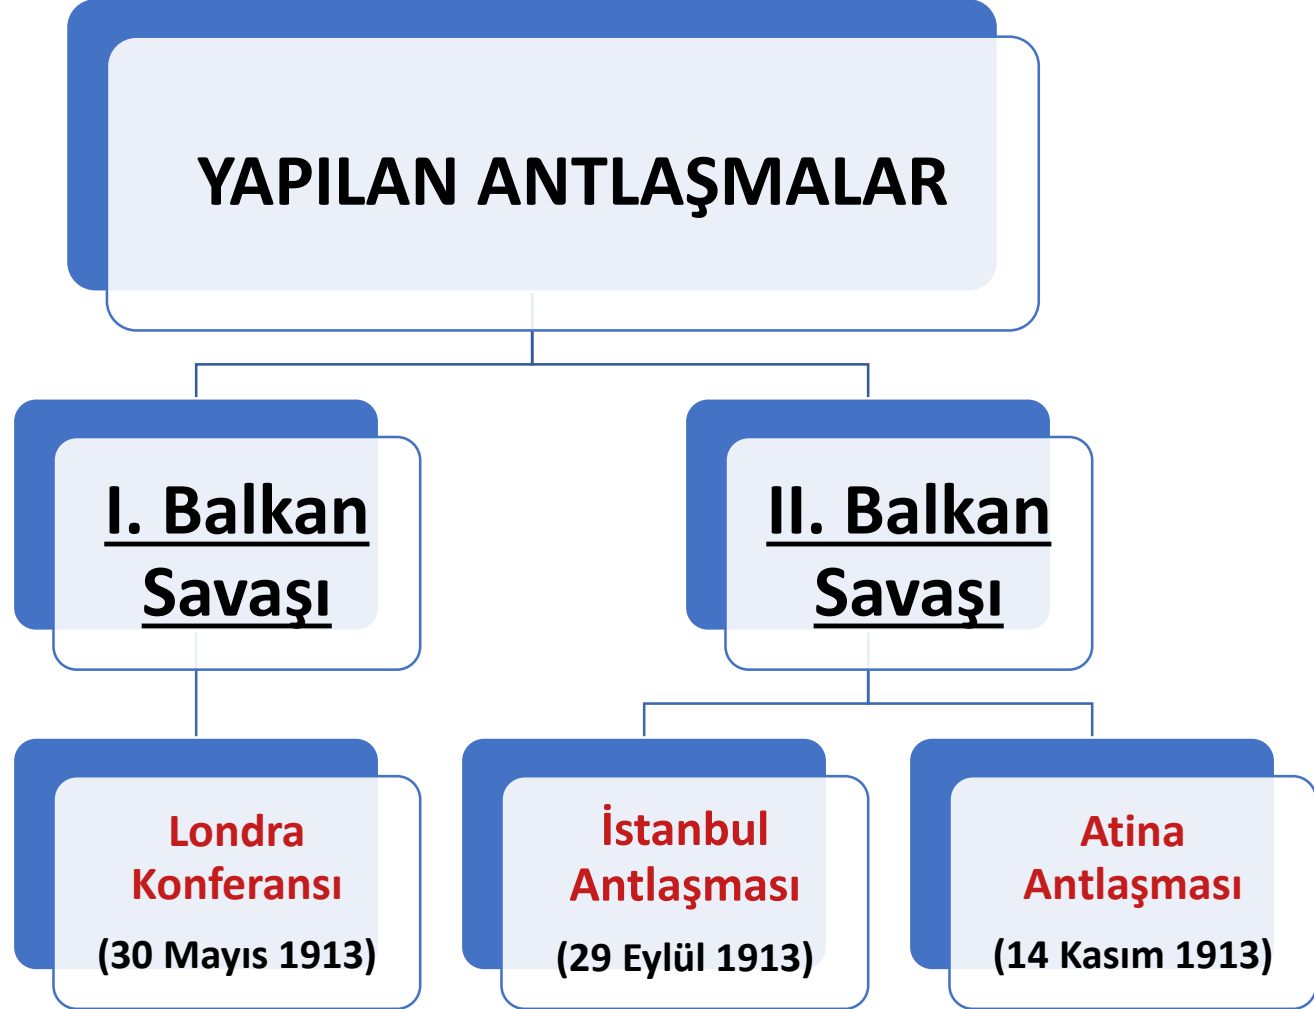 YAPILAN ANTLAŞMALAR
I. Balkan
Savaşı
II. Balkan
Savaşı
Londra
Konferansı
(30 Mayıs 1913)
İstanbul
Antlaşması
(29 Eylül 1913)
Atina
Antlaşması
(14 Kasım 1913)